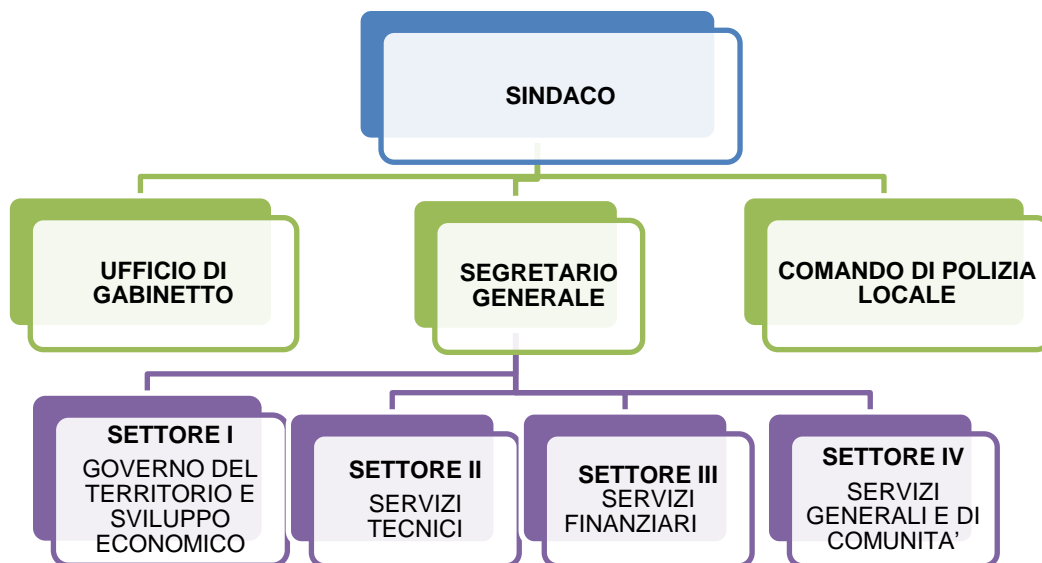 SINDACO
UFFICIO DI
GABINETTO
SEGRETARIO
GENERALE
COMANDO DI POLIZIA
LOCALE
SETTORE I
GOVERNO DEL
TERRITORIO E
SVILUPPO
ECONOMICO
SETTORE II
SERVIZI
TECNICI
SETTORE III
SERVIZI
FINANZIARI
SETTORE IV
SERVIZI
GENERALI E DI
COMUNITA’